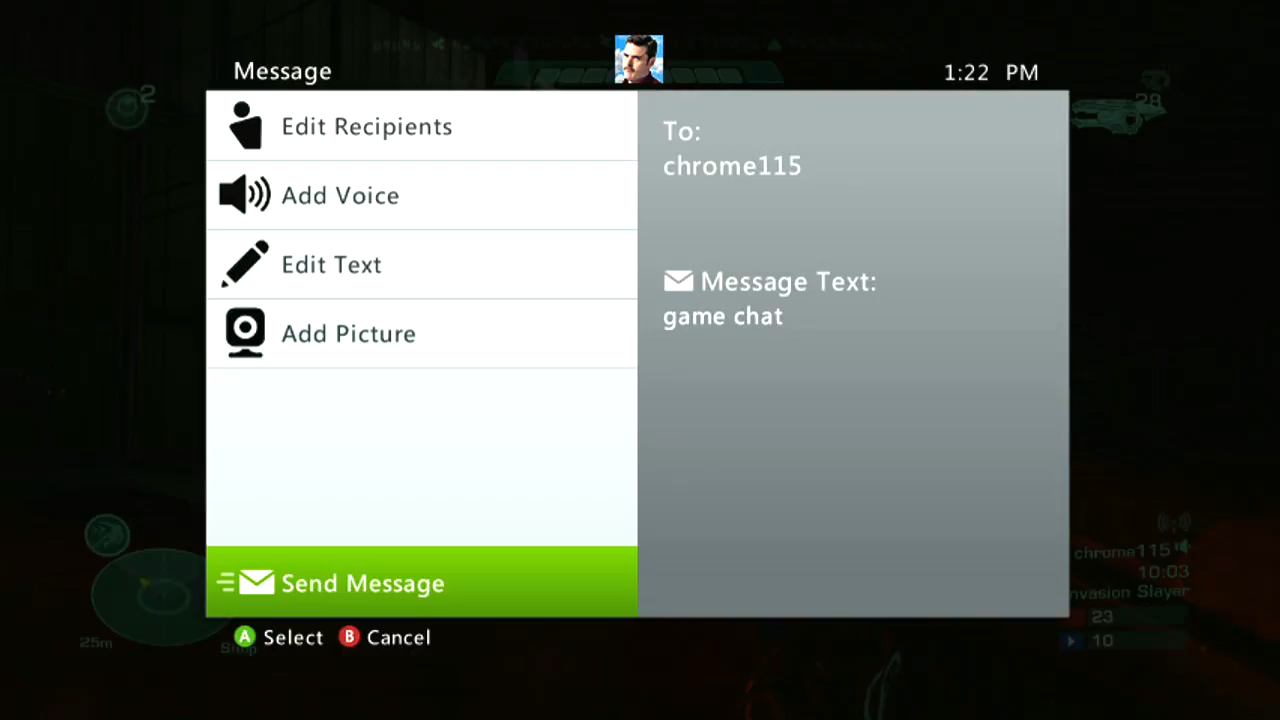 Message
1:22 PM
2
28
Edit Recipients
Add Voice
Edit Text
Add Picture
To:
chrome115
Message Text:
game chat
Send Message
A Select B Cancel
chrome115
10:03
nvasion Slayer
23
10
25m